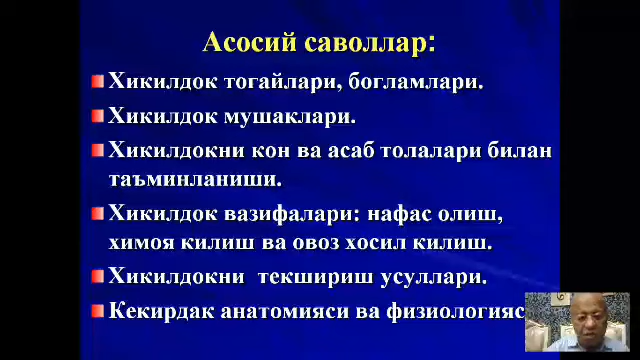 Асосий саволлар:
Хикилдок тогайлари, богламлари.
Хикилдок мушаклари.
Хикилдокни кон ва асаб толалари билан
таъминланиши.
Хикилдок вазифалари: нафас олиш,
химоя килиш ва овоз хосил килиш.
Хикилдокни текшириш усуллари.
Кекирдак анатомияси ва физиологияс